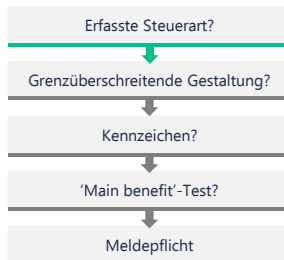 Erfasste Steuerart?
Grenzüberschreitende Gestaltung?
Kennzeichen?
‘Main benefit’-Test?
Meldepflicht